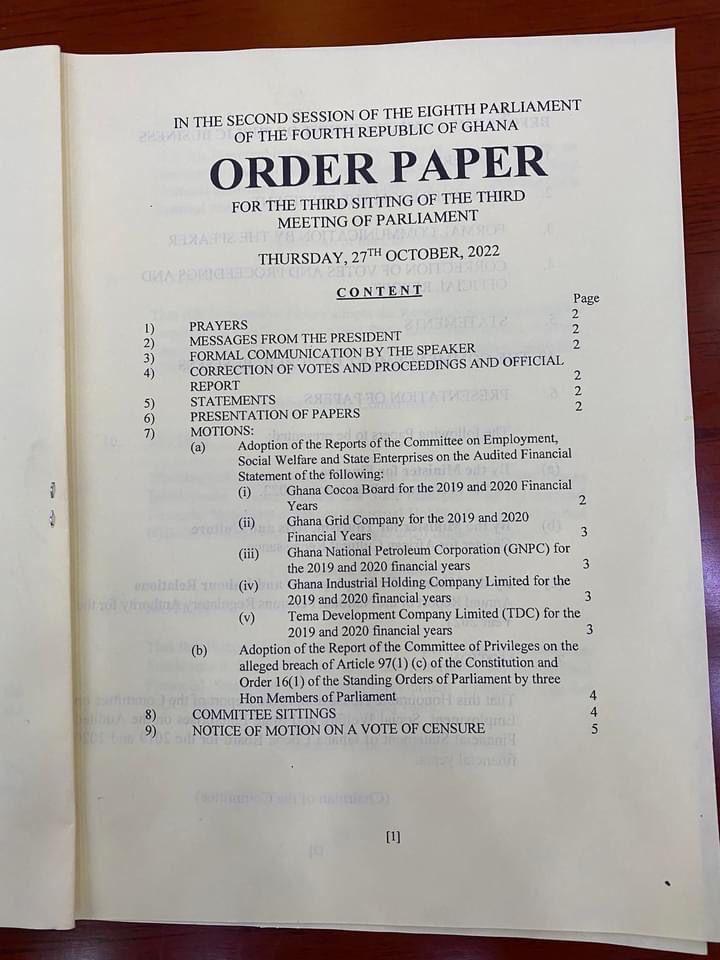 IN THE SECOND SESSION OF THE EIGHTH PARLIAMENT
OF THE FOURTH REPUBLIC OF GHANA
ORDER PAPER
FOR THE THIRD SITTING OF THE THIRD
MEETING OF PARLIAMENT
THURSDAY, 27TH OCTOBER, 2022
CONTENT
Page
1) PRAYERS 2
2) MESSAGES FROM THE PRESIDENT 2
3) FORMAL COMMUNICATION BY THE SPEAKER 2
4) CORRECTION OF VOTES AND PROCEEDINGS AND OFFICIAL
REPORT 2
5) STATEMENTS 2
6) PRESENTATION OF PAPERS 2
7) MOTIONS:
(a) Adoption of the Reports of the Committee on Employment,
Social Welfare and State Enterprises on the Audited Financial
Statement of the following:
(i) Ghana Cocoa Board for the 2019 and 2020 Financial
Years 2
(ii) Ghana Grid Company for the 2019 and 2020
Financial Years 3
(iii) Ghana National Petroleum Corporation (GNPC) for
the 2019 and 2020 financial years 3
(iv) Ghana Industrial Holding Company Limited for the
2019 and 2020 financial years 3
(v) Tema Development Company Limited (TDC) for the
2019 and 2020 financial years 3
(b) Adoption of the Report of the Committee of Privileges on the
alleged breach of Article 97(1) (c) of the Constitution and
Order 16(1) of the Standing Orders of Parliament by three
Hon Members of Parliament 4
8) COMMITTEE SITTINGS 4
9) NOTICE OF MOTION ON A VOTE OF CENSURE 5
[1]